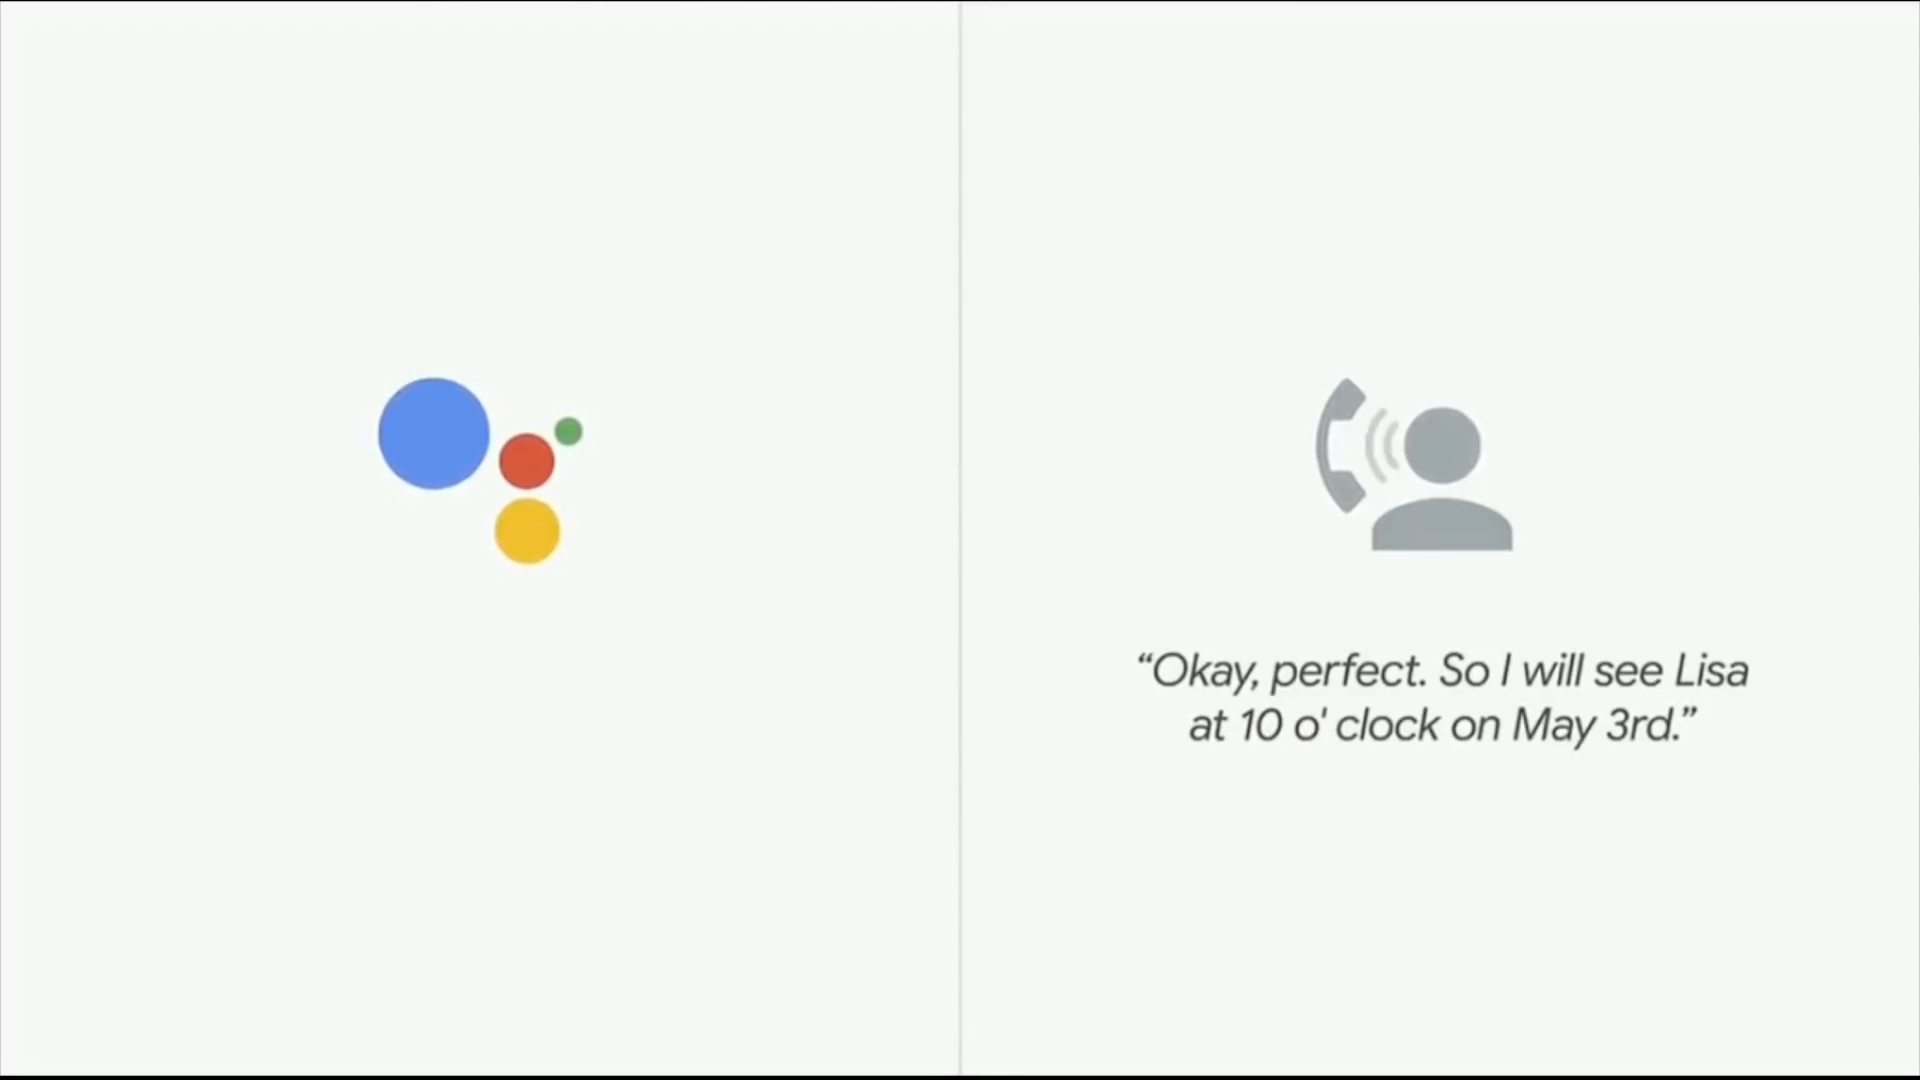 “Okay, perfect. So I will see Lisa
at 10 o' clock on May 3rd.”